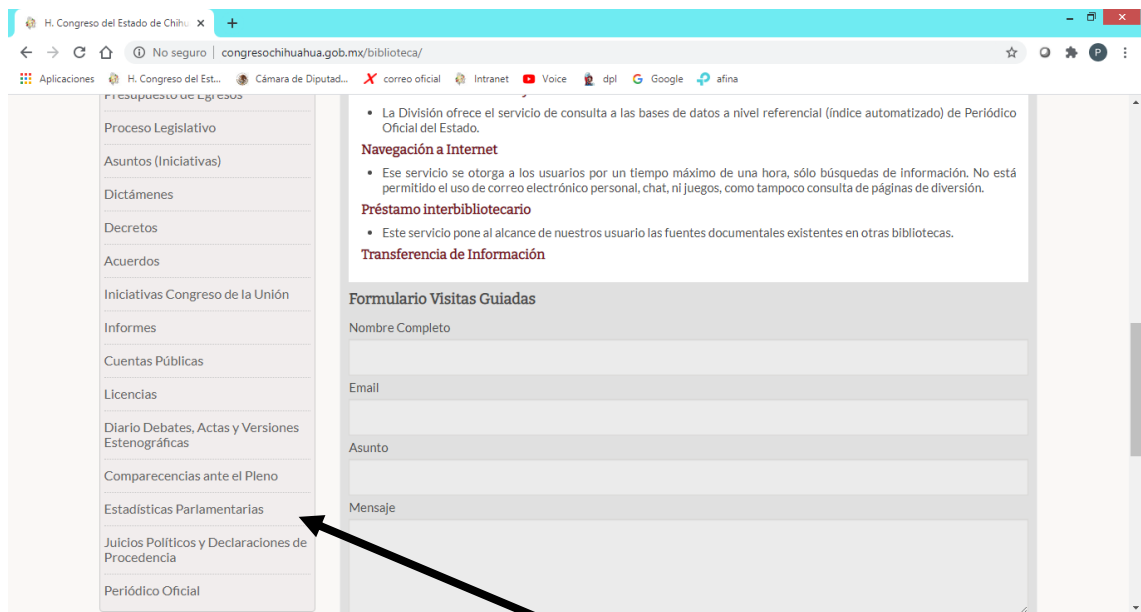 H. Congreso del Estado de Chihu
No seguro | congresochihuahua.gob.mx/biblioteca/
P
Aplicaciones H. Congreso del Est... Cámara de Diputad... correo oficial Intranet Voice dpl Google afina
Presupuesto de Egresos
Proceso Legislativo
Asuntos (Iniciativas)
Dictámenes
Decretos
Acuerdos
Iniciativas Congreso de la Unión
Informes
Cuentas Públicas
Licencias
Diario Debates, Actas y Versiones
Estenográficas
Comparecencias ante el Pleno
Estadísticas Parlamentarias
Juicios Políticos y Declaraciones de
Procedencia
Periódico Oficial
• La División ofrece el servicio de consulta a las bases de datos a nivel referencial (índice automatizado) de Periódico
Oficial del Estado.
Navegación a Internet
• Ese servicio se otorga a los usuarios por un tiempo máximo de una hora, sólo búsquedas de información. No está
permitido el uso de correo electrónico personal, chat, ni juegos, como tampoco consulta de páginas de diversión.
Préstamo interbibliotecario
• Este servicio pone al alcance de nuestros usuario las fuentes documentales existentes en otras bibliotecas.
Transferencia de Información
Formulario Visitas Guiadas
Nombre Completo
Email
Asunto
Mensaje